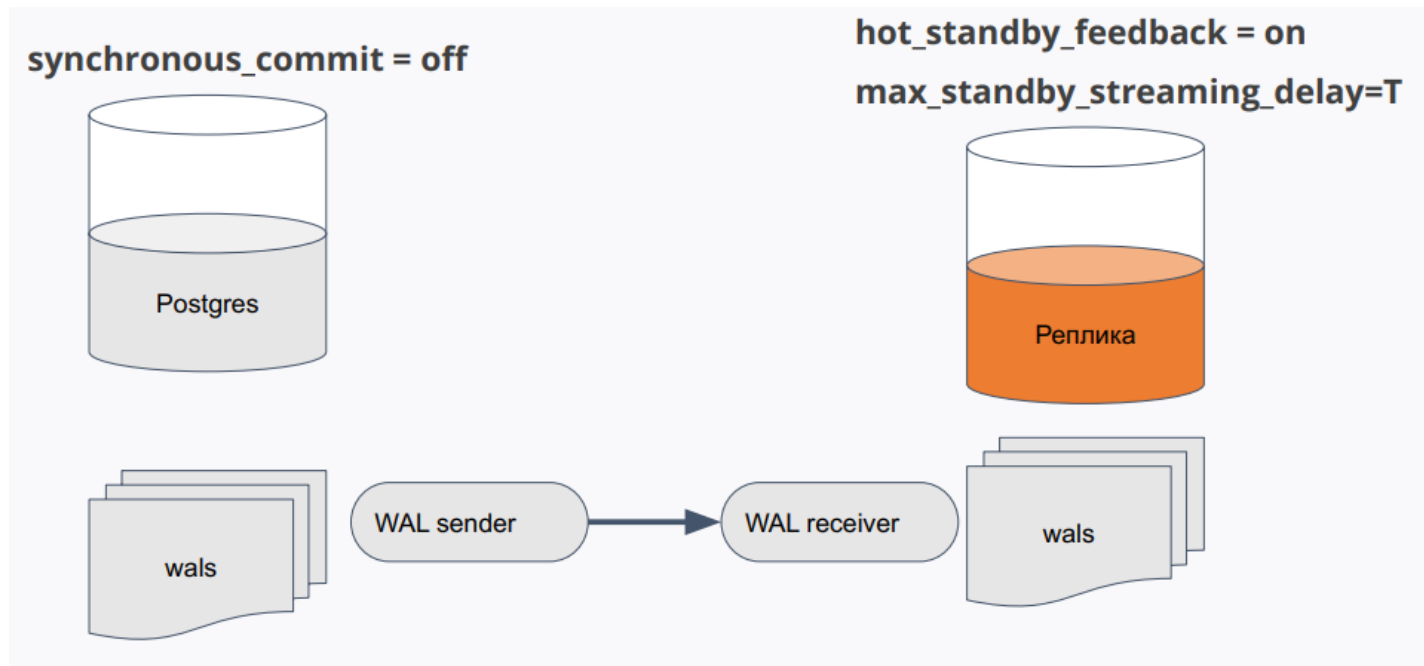 synchronous_commit = off
hot_standby_feedback = on
max_standby_streaming_delay=T
Postgres
Реплика
wals
WAL sender
WAL receiver
wals